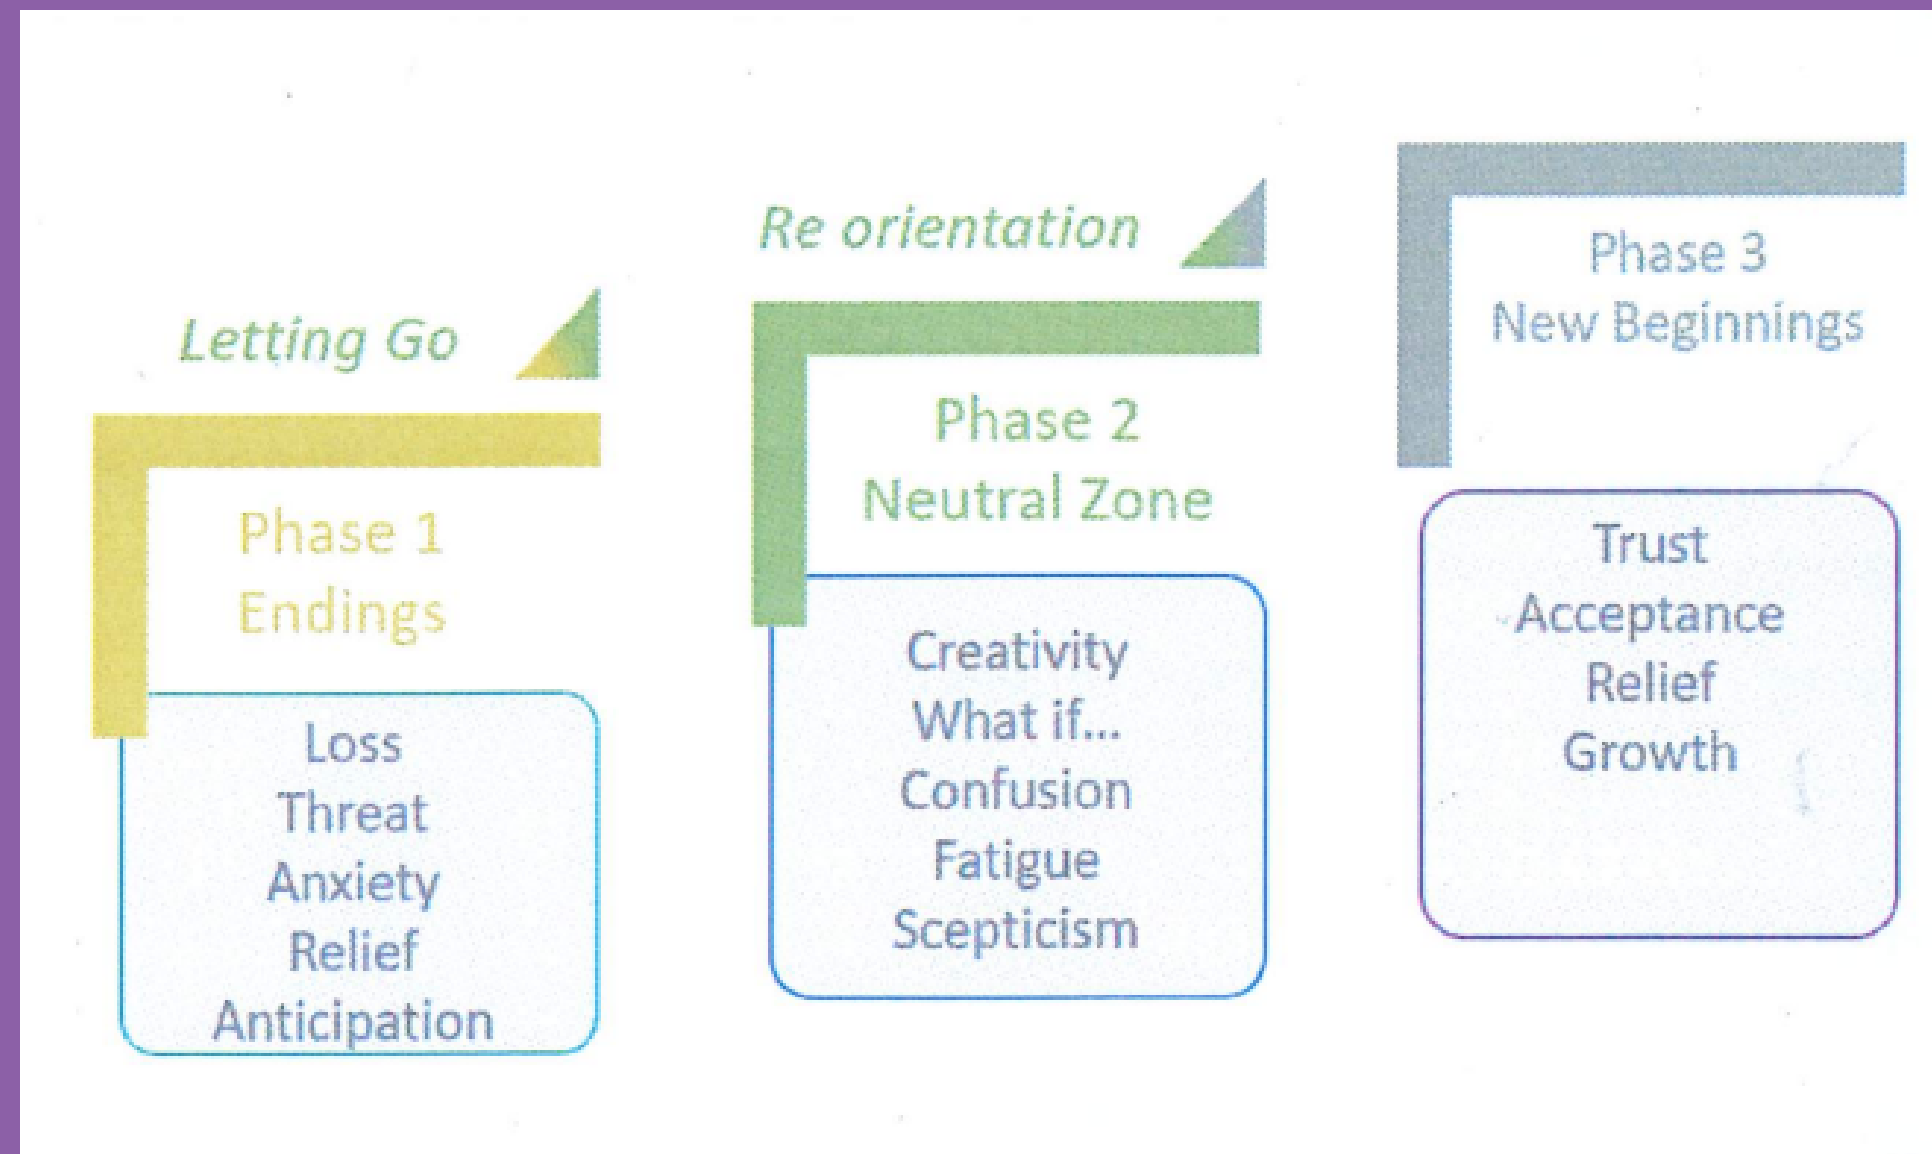 Letting Go
Phase 1
Endings
Loss
Threat
Anxiety
Relief
Anticipation
Re orientation
Phase 2
Neutral Zone
Creativity
What if...
Confusion
Fatigue
Scepticism
Phase 3
New Beginnings
Trust
Acceptance
Relief
Growth